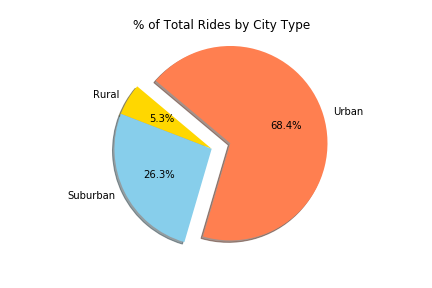 % of Total Rides by City Type
Rural
5.3%
Urban
68.4%
26.3%
Suburban